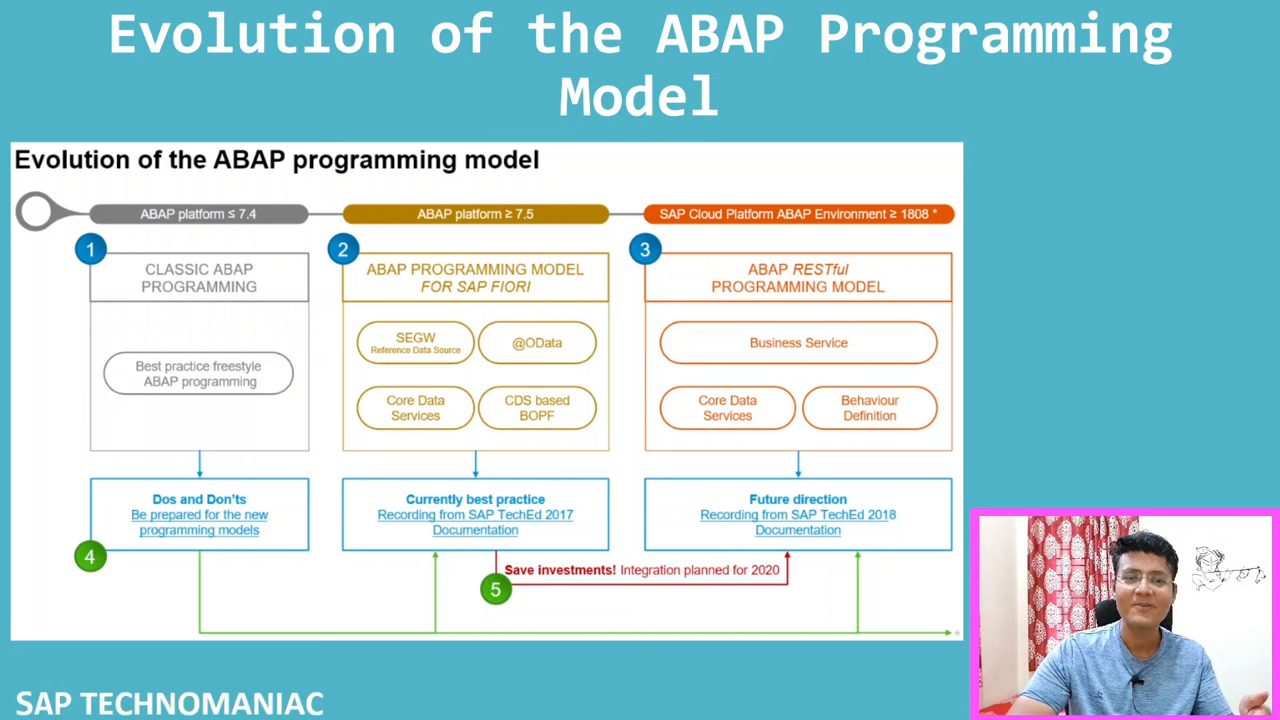 Evolution of the ABAP Programming
Model
Evolution of the ABAP programming model
ABAP platform ≤ 7.4
ABAP platform ≥ 7.5
SAP Cloud Platform ABAP Environment ≥ 1808 *
1
CLASSIC ABAP
PROGRAMMING
Best practice freestyle
ABAP programming
2
ABAP PROGRAMMING MODEL
FOR SAP FIORI
SEGW
Reference Data Source
@OData
Core Data
Services
CDS based
BOPF
3
ABAP RESTful
PROGRAMMING MODEL
Business Service
Core Data
Services
Behaviour
Definition
Dos and Don'ts
Be prepared for the new
programming models
4
Currently best practice
Recording from SAP TechEd 2017
Documentation
Future direction
Recording from SAP TechEd 2018
Documentation
5
Save investments! Integration planned for 2020
SAP TECHNOMANIAC